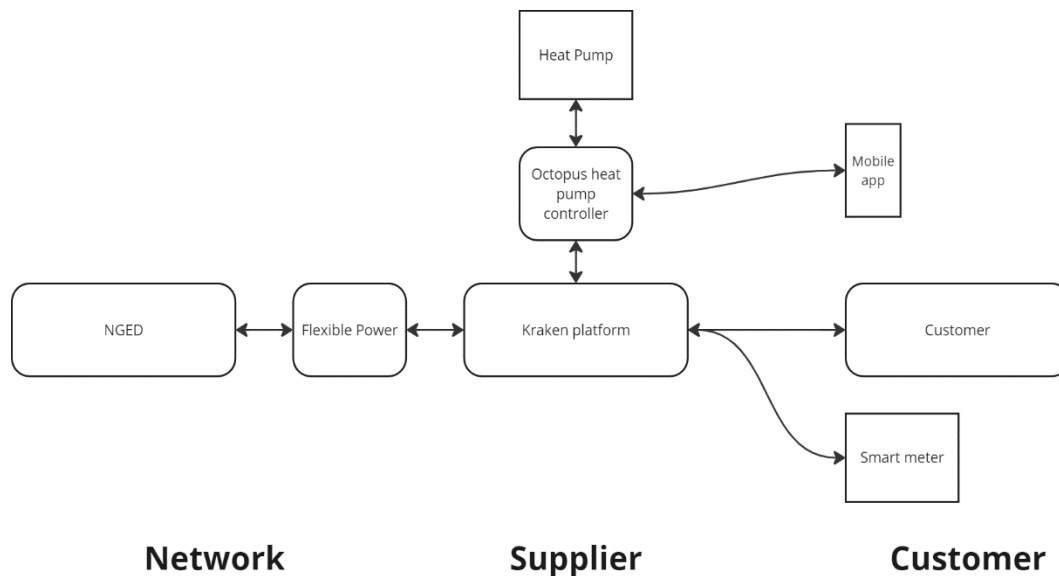 Heat Pump
Octopus heat
pump
controller
Mobile
app
NGED
Flexible Power
Kraken platform
Customer
Smart meter
Network
Supplier
Customer